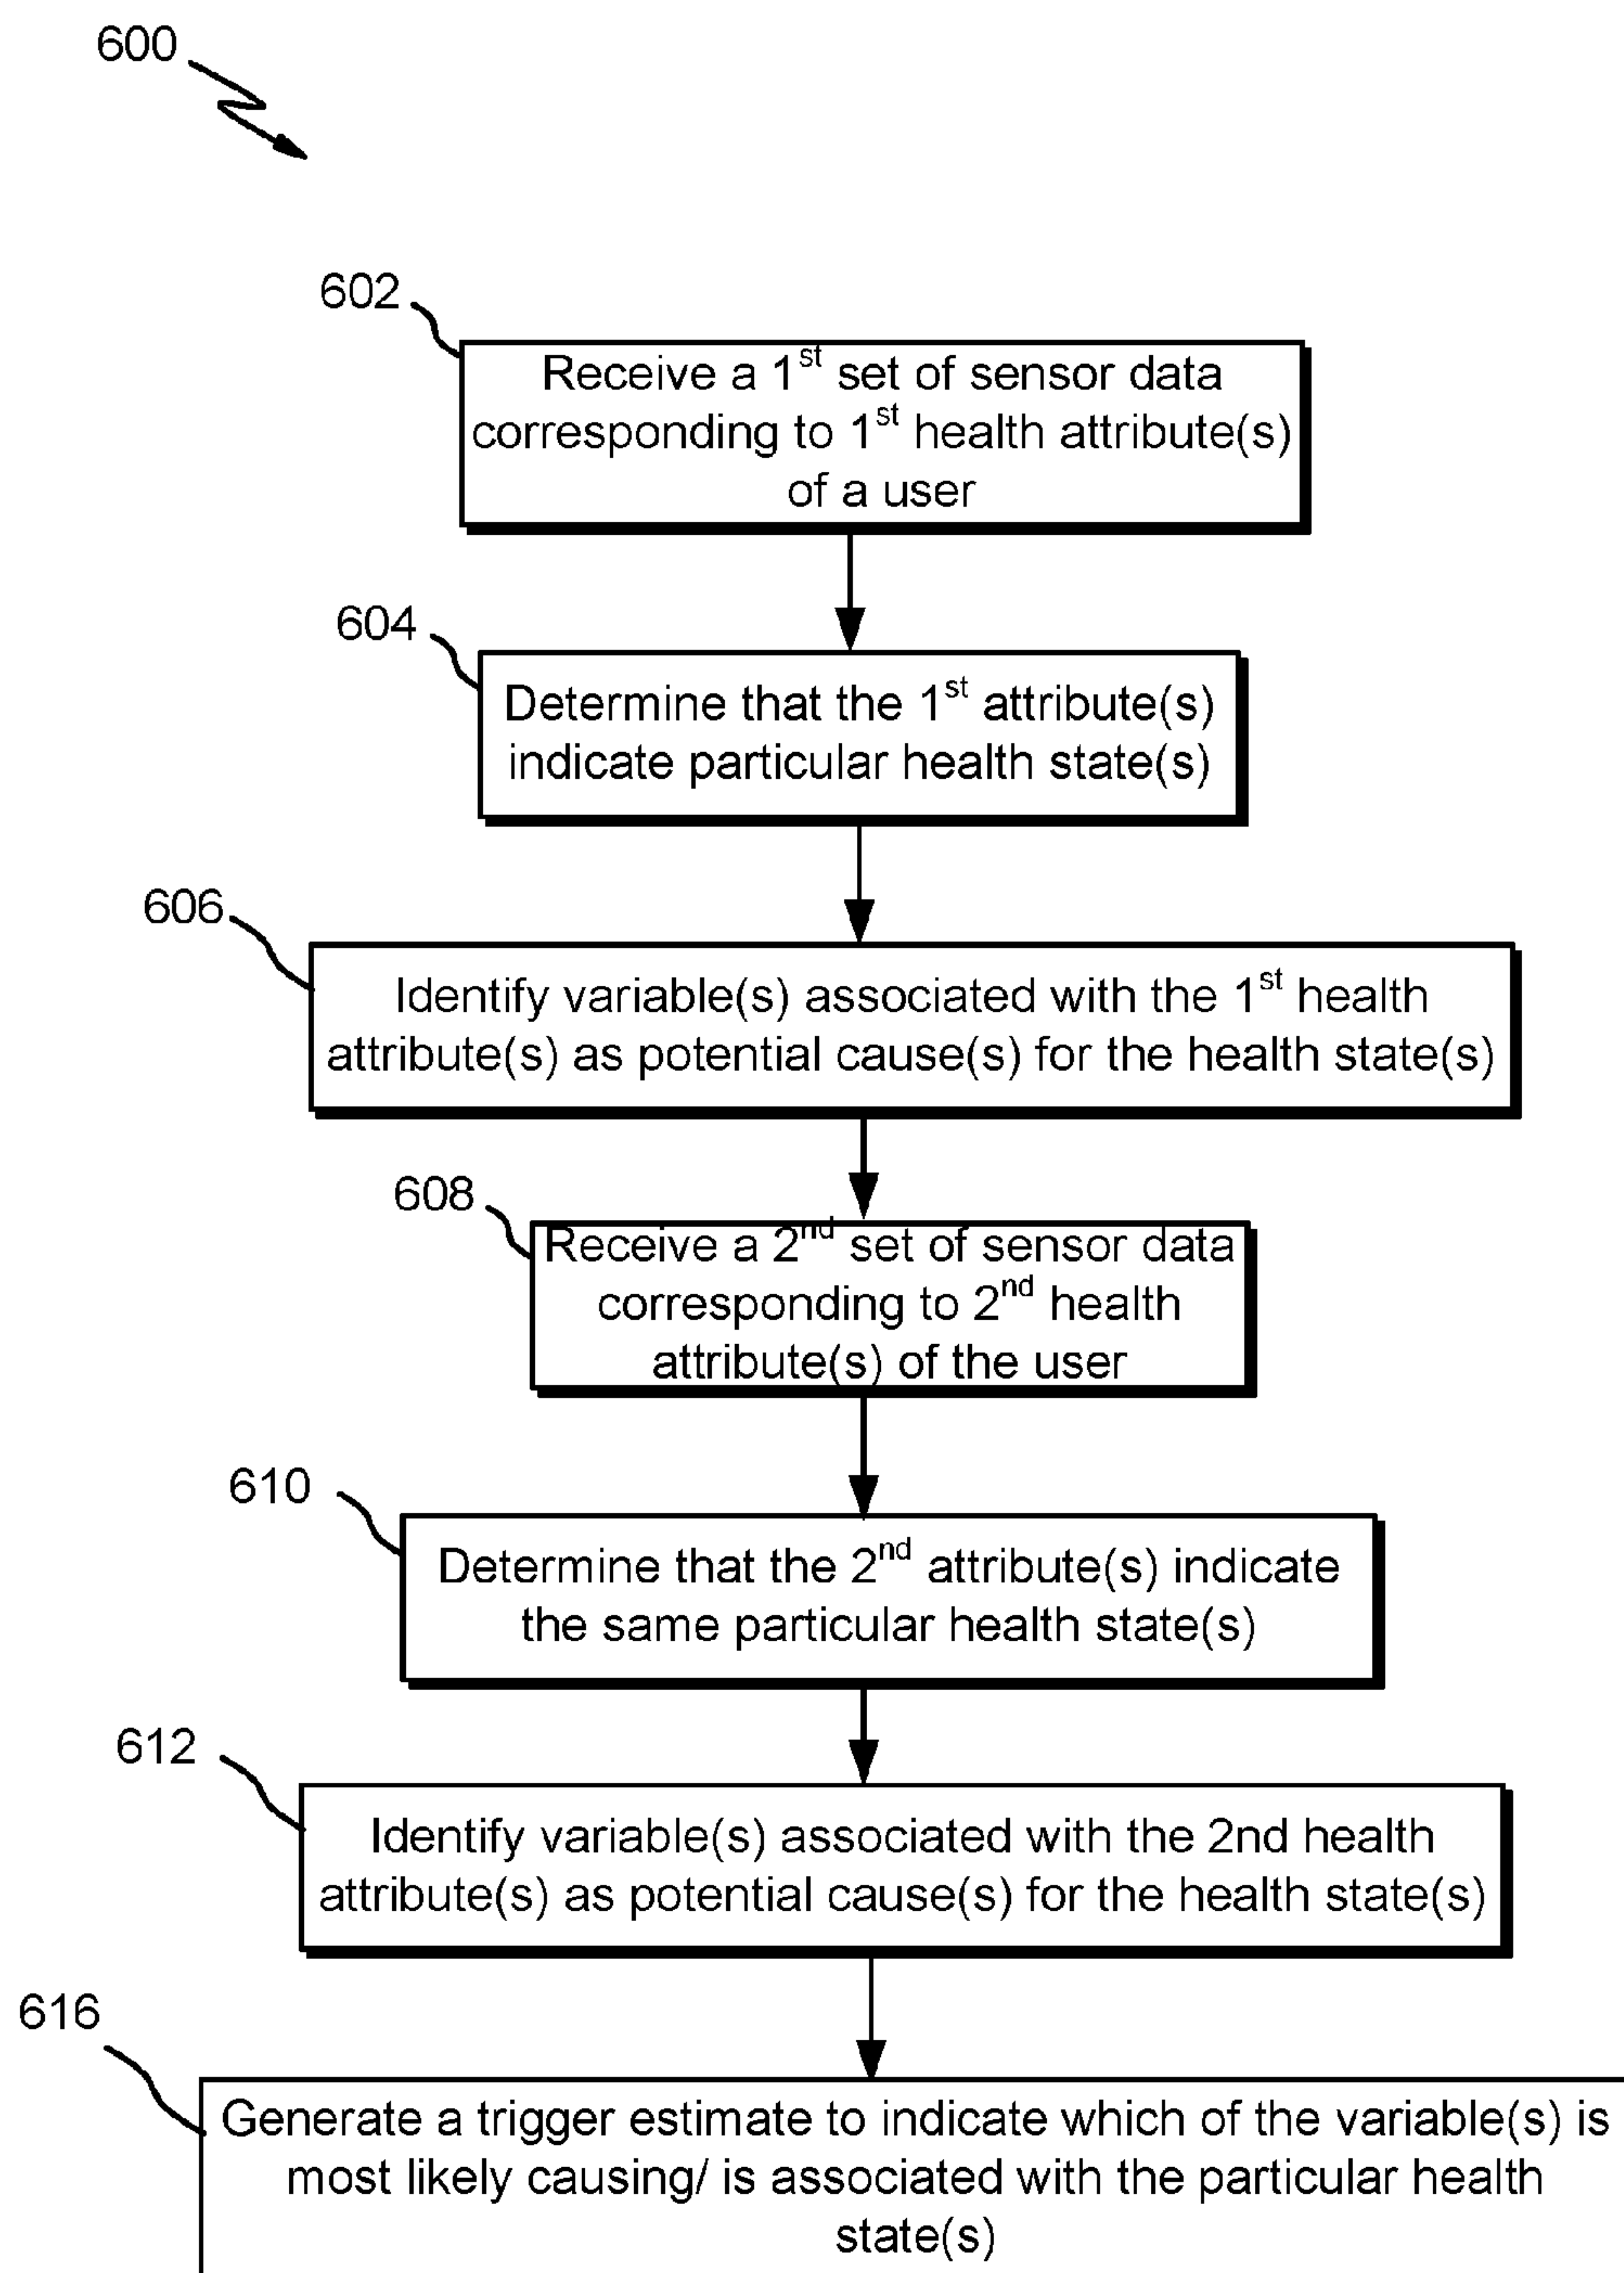 600
602
Receive a 1st set of sensor data
corresponding to 1st health attribute(s)
of a user
604
Determine that the 1st attribute(s)
indicate particular health state(s)
606
Identify variable(s) associated with the 1st health
attribute(s) as potential cause(s) for the health state(s)
608
Receive a 2nd set of sensor data
corresponding to 2nd health
attribute(s) of the user
610
Determine that the 2nd attribute(s) indicate
the same particular health state(s)
612
Identify variable(s) associated with the 2nd health
attribute(s) as potential cause(s) for the health state(s)
616
Generate a trigger estimate to indicate which of the variable(s) is
most likely causing/ is associated with the particular health
state(s)